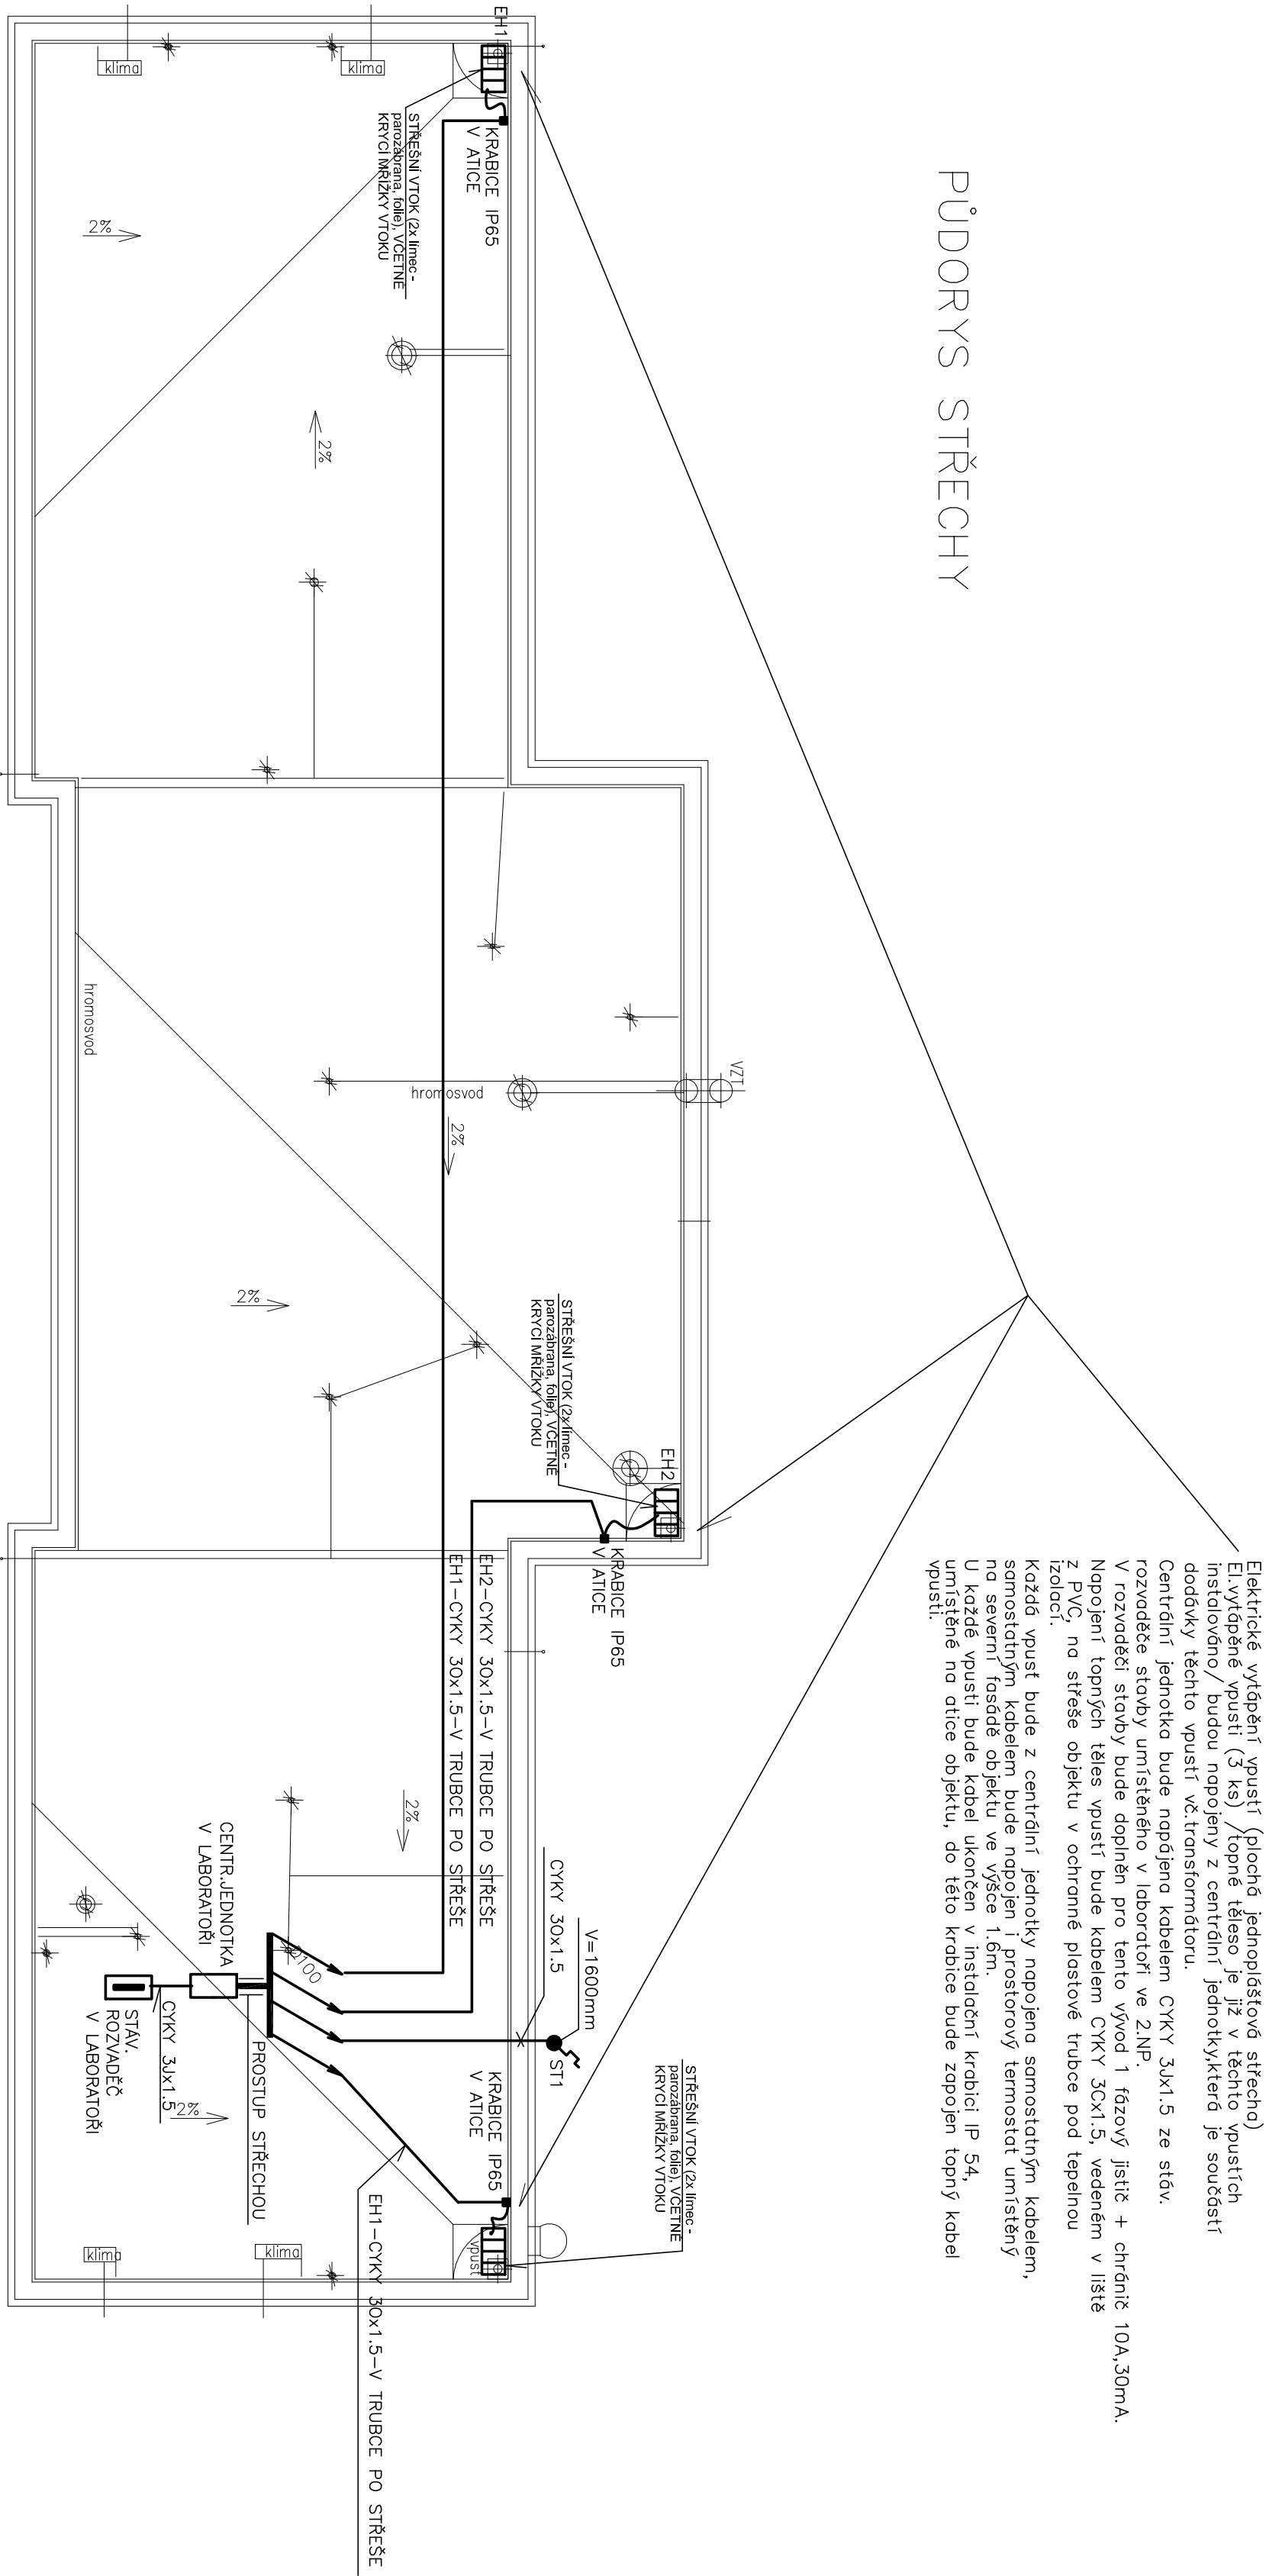 PŮDORYS STŘECHY
Elektrické vytápění vpustí (plochá jednoplášťová střecha)
El.vytápěné vpusti (3 ks) /topné těleso je již v těchto vpustích
instalováno/ budou napojeny z centrální jednotky,která je součástí
dodávky těchto vpustí vč.transformátoru.
Centrální jednotka bude napájena kabelem CYKY 3Jx1.5 ze stáv.
rozvaděče stavby umístěného v laboratoři ve 2.NP.
V rozvaděči stavby bude doplněn pro tento vývod 1 fázový jistič + chránič 10A,30mA.
Napojení topných těles vpustí bude kabelem CYKY 3Cx1.5, vedeném v liště
z PVC, na střeše objektu v ochranné plastové trubce pod tepelnou
izolací.
Každá vpusť bude z centrální jednotky napojena samostatným kabelem,
samostatným kabelem bude napojen i prostorový termostat umístěný
na severní fasádě objektu ve výšce 1.6m.
U každé vpusti bude kabel ukončen v instalační krabici IP 54,
umístěné na atice objektu, do této krabice bude zapojen topný kabel
vpusti.
EH1
KRABICE IP65
V ATICE
STŘEŠNÍ VTOK (2x límec -
parozábrana, folie), VČETNĚ
KRYCÍ MŘÍŽKY VTOKU
klima
klima
2%
2%
hromosvod
hromosvod
VZT
2%
2%
STŘEŠNÍ VTOK (2x límec -
parozábrana, folie), VČETNĚ
KRYCÍ MŘÍŽKY VTOKU
EH2
KRABICE IP65
V ATICE
EH2-CYKY 3Ox1.5-V TRUBCE PO STŘEŠE
EH1-CYKY 3Ox1.5-V TRUBCE PO STŘEŠE
2%
CYKY 3Ox1.5
V=1600mm
ST1
KRABICE IP65
V ATICE
STŘEŠNÍ VTOK (2x límec -
parozábrana, folie), VČETNĚ
KRYCÍ MŘÍŽKY VTOKU
vpusť
CENTR.JEDNOTKA
V LABORATOŘI
PROSTUP STŘECHOU
CYKY 3Jx1.5
STÁV.
ROZVADĚČ
V LABORATOŘI
2%
klima
klima
EH1-CYKY 3Ox1.5-V TRUBCE PO STŘEŠE